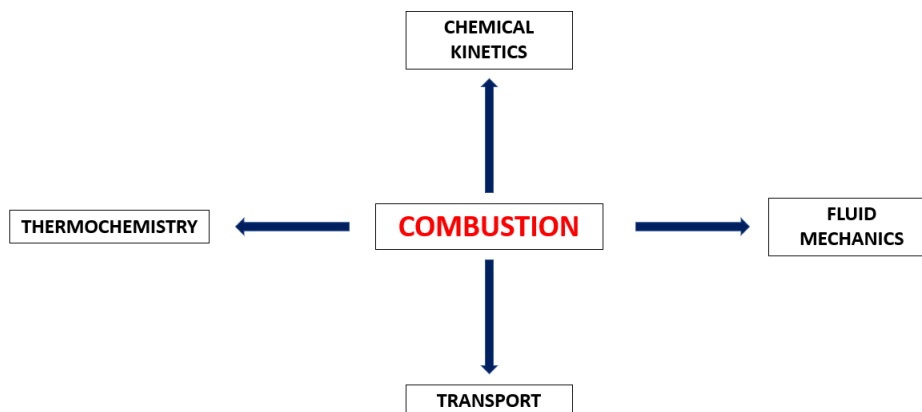 CHEMICAL
KINETICS
THERMOCHEMISTRY
COMBUSTION
FLUID
MECHANICS
TRANSPORT